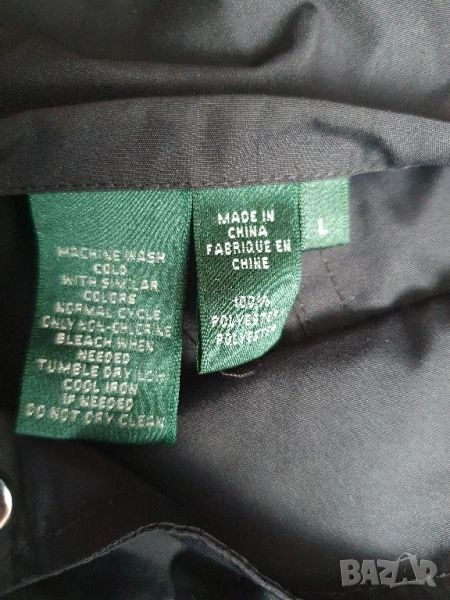 MACHINE WASH
COLD
WITH SIMILAR
COLORS
NORMAL CYCLE
ONLY NON-CHLORINE
BLEACH WHEN
NEEDED
TUMBLE DRY LOW
COOL IRON
IF NEEDED
DO NOT DRY CLEAN
MADE IN
CHINA
FABRIQUE EN
CHINE
100%
POLYESTER
POLYESTER
L
BAZAR